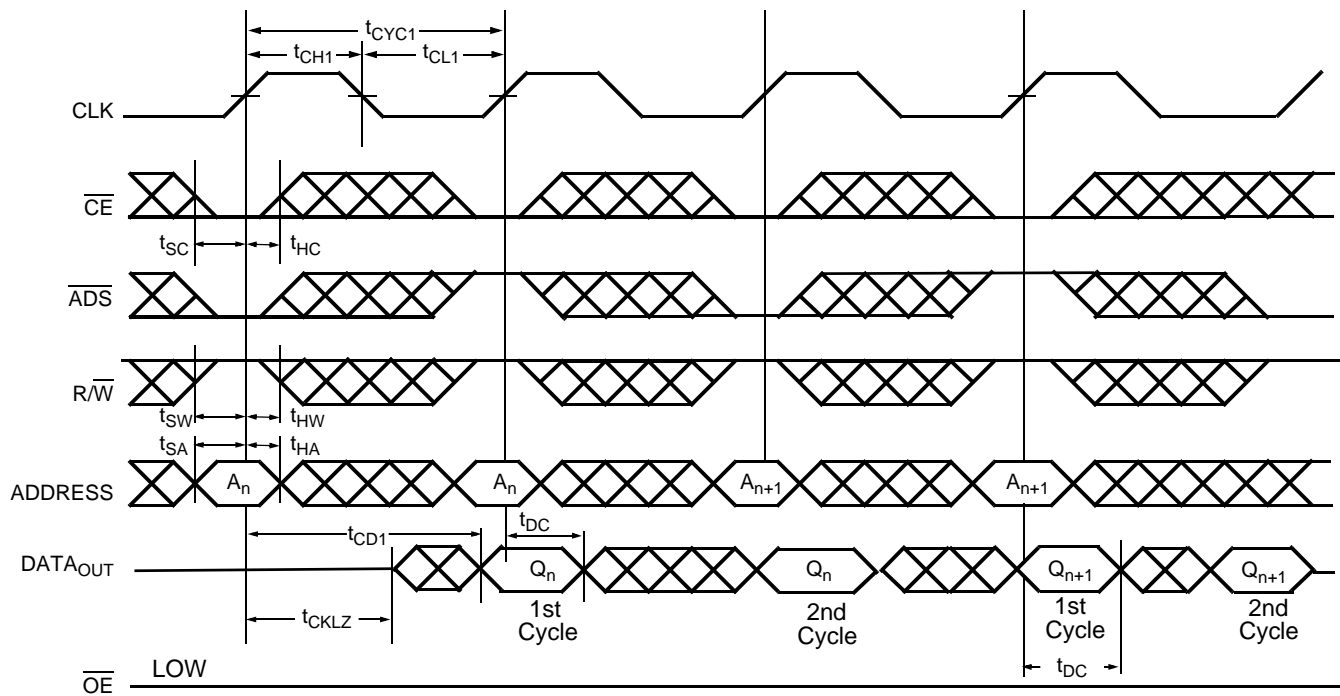 tCYC1
tCH1 tCL1
CLK
CE
tSC tHC
ADS
R/W
tSW tHW
tSA tHA
ADDRESS An An An+1 An+1
tCD1 tDC
DATAOUT Qn Qn Qn+1 Qn+1
tCKLZ 1st Cycle 2nd Cycle 1st Cycle 2nd Cycle
tDC
OE LOW